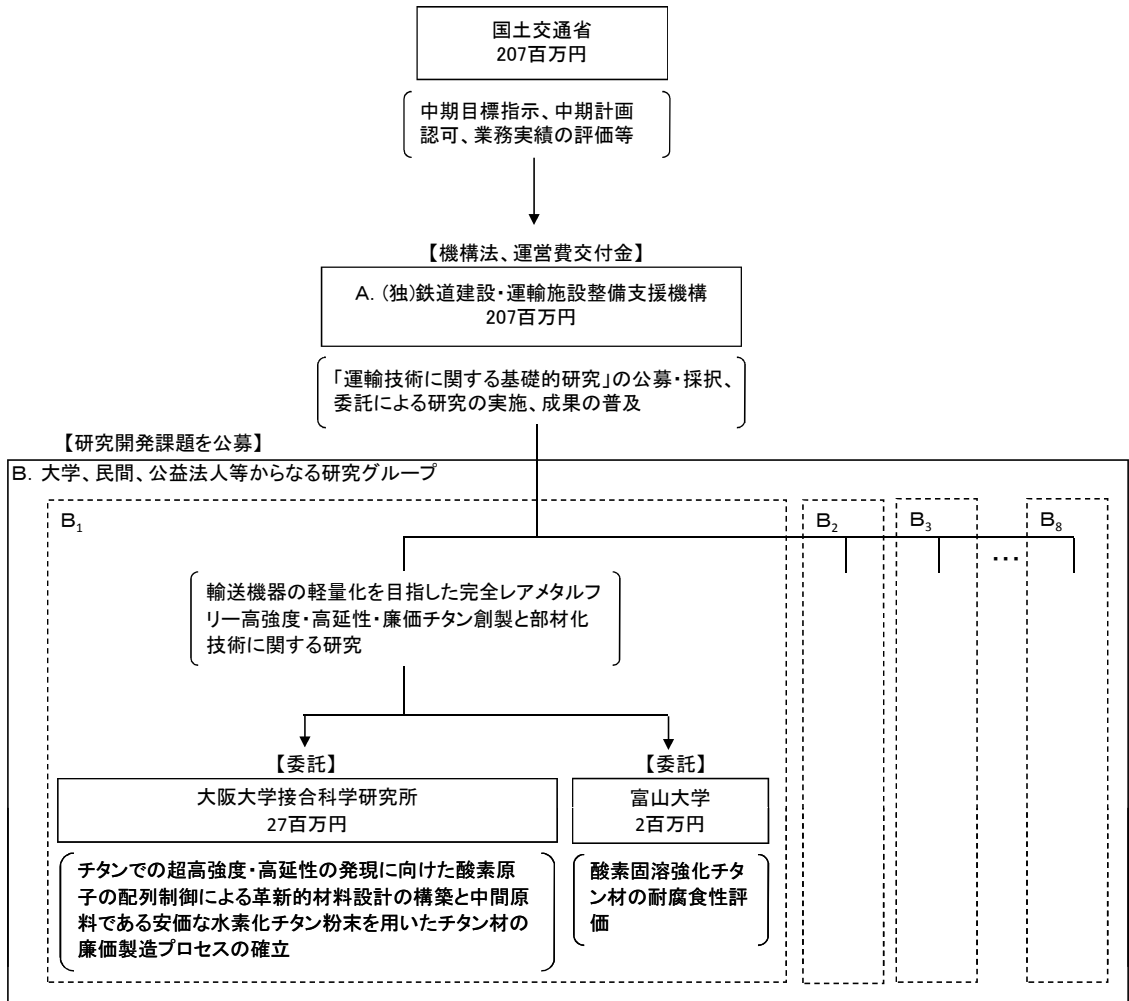 国土交通省
207百万円
中期目標指示、中期計画
認可、業務実績の評価等
【機構法、運営費交付金】
A. (独)鉄道建設・運輸施設整備支援機構
207百万円
「運輸技術に関する基礎的研究」の公募・採択、
委託による研究の実施、成果の普及
【研究開発課題を公募】
B. 大学、民間、公益法人等からなる研究グループ
B1
B2
B3
B8
…
輸送機器の軽量化を目指した完全レアメタルフ
リー高強度・高延性・廉価チタン創製と部材化
技術に関する研究
【委託】
大阪大学接合科学研究所
27百万円
チタンでの超高強度・高延性の発現に向けた酸素原
子の配列制御による革新的材料設計の構築と中間原
料である安価な水素化チタン粉末を用いたチタン材の
廉価製造プロセスの確立
【委託】
富山大学
2百万円
酸素固溶強化チタ
ン材の耐腐食性評
価